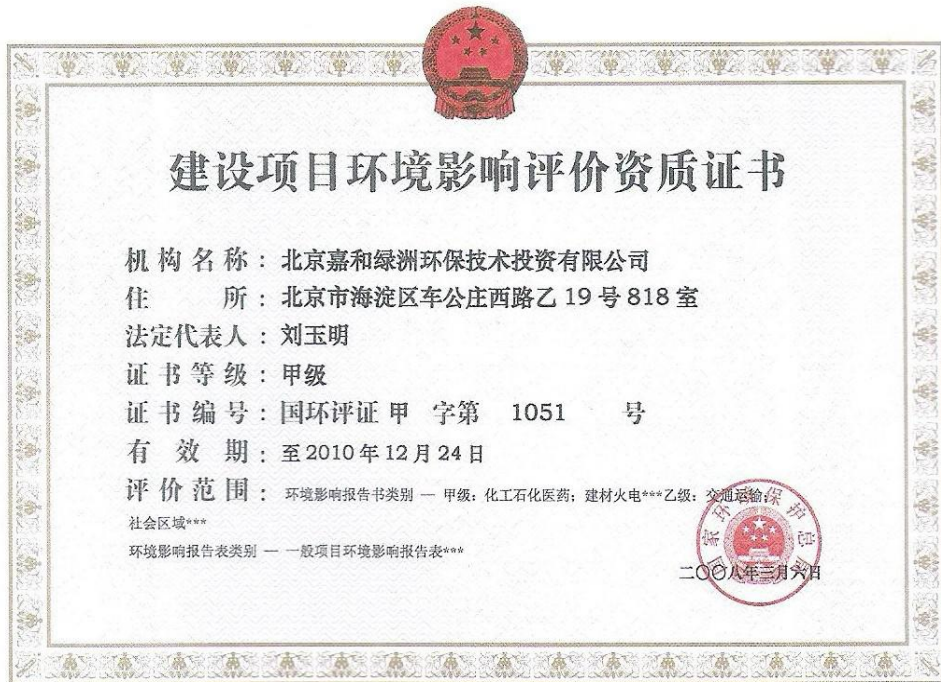 建设项目环境影响评价资质证书
机构名称：北京嘉和绿洲环保技术投资有限公司
住所：北京市海淀区车公庄西路乙19号818室
法定代表人：刘玉明
证书等级：甲级
证书编号：国环评证 甲 字第 1051 号
有效期：至2010年12月24日
评价范围：环境影响报告书类别 — 甲级：化工石化医药；建材火电***乙级：交通运输；
社会区域***
环境影响报告表类别 — 一般项目环境影响报告表***
国家环境保护总局
二〇〇八年三月六日